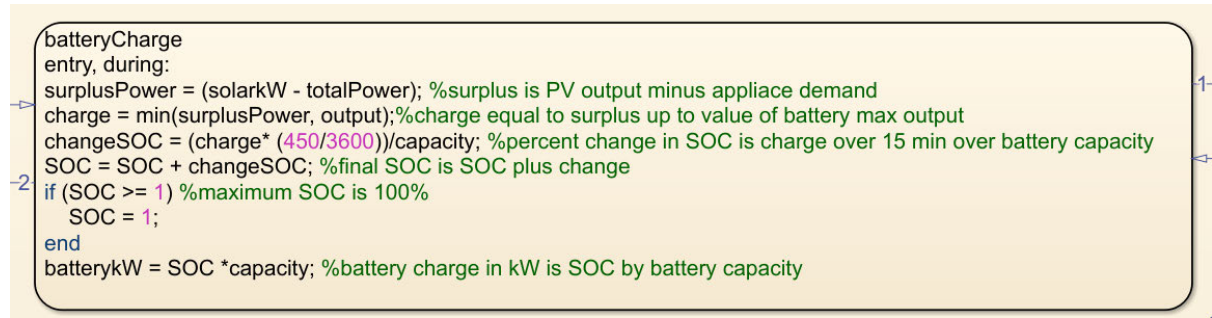 batteryCharge
entry, during:
surplusPower = (solarkW - totalPower); %surplus is PV output minus appliace demand
charge = min(surplusPower, output);%charge equal to surplus up to value of battery max output
changeSOC = (charge* (450/3600))/capacity; %percent change in SOC is charge over 15 min over battery capacity
SOC = SOC + changeSOC; %final SOC is SOC plus change
if (SOC >= 1) %maximum SOC is 100%
SOC = 1;
end
batterykW = SOC *capacity; %battery charge in kW is SOC by battery capacity
1
2